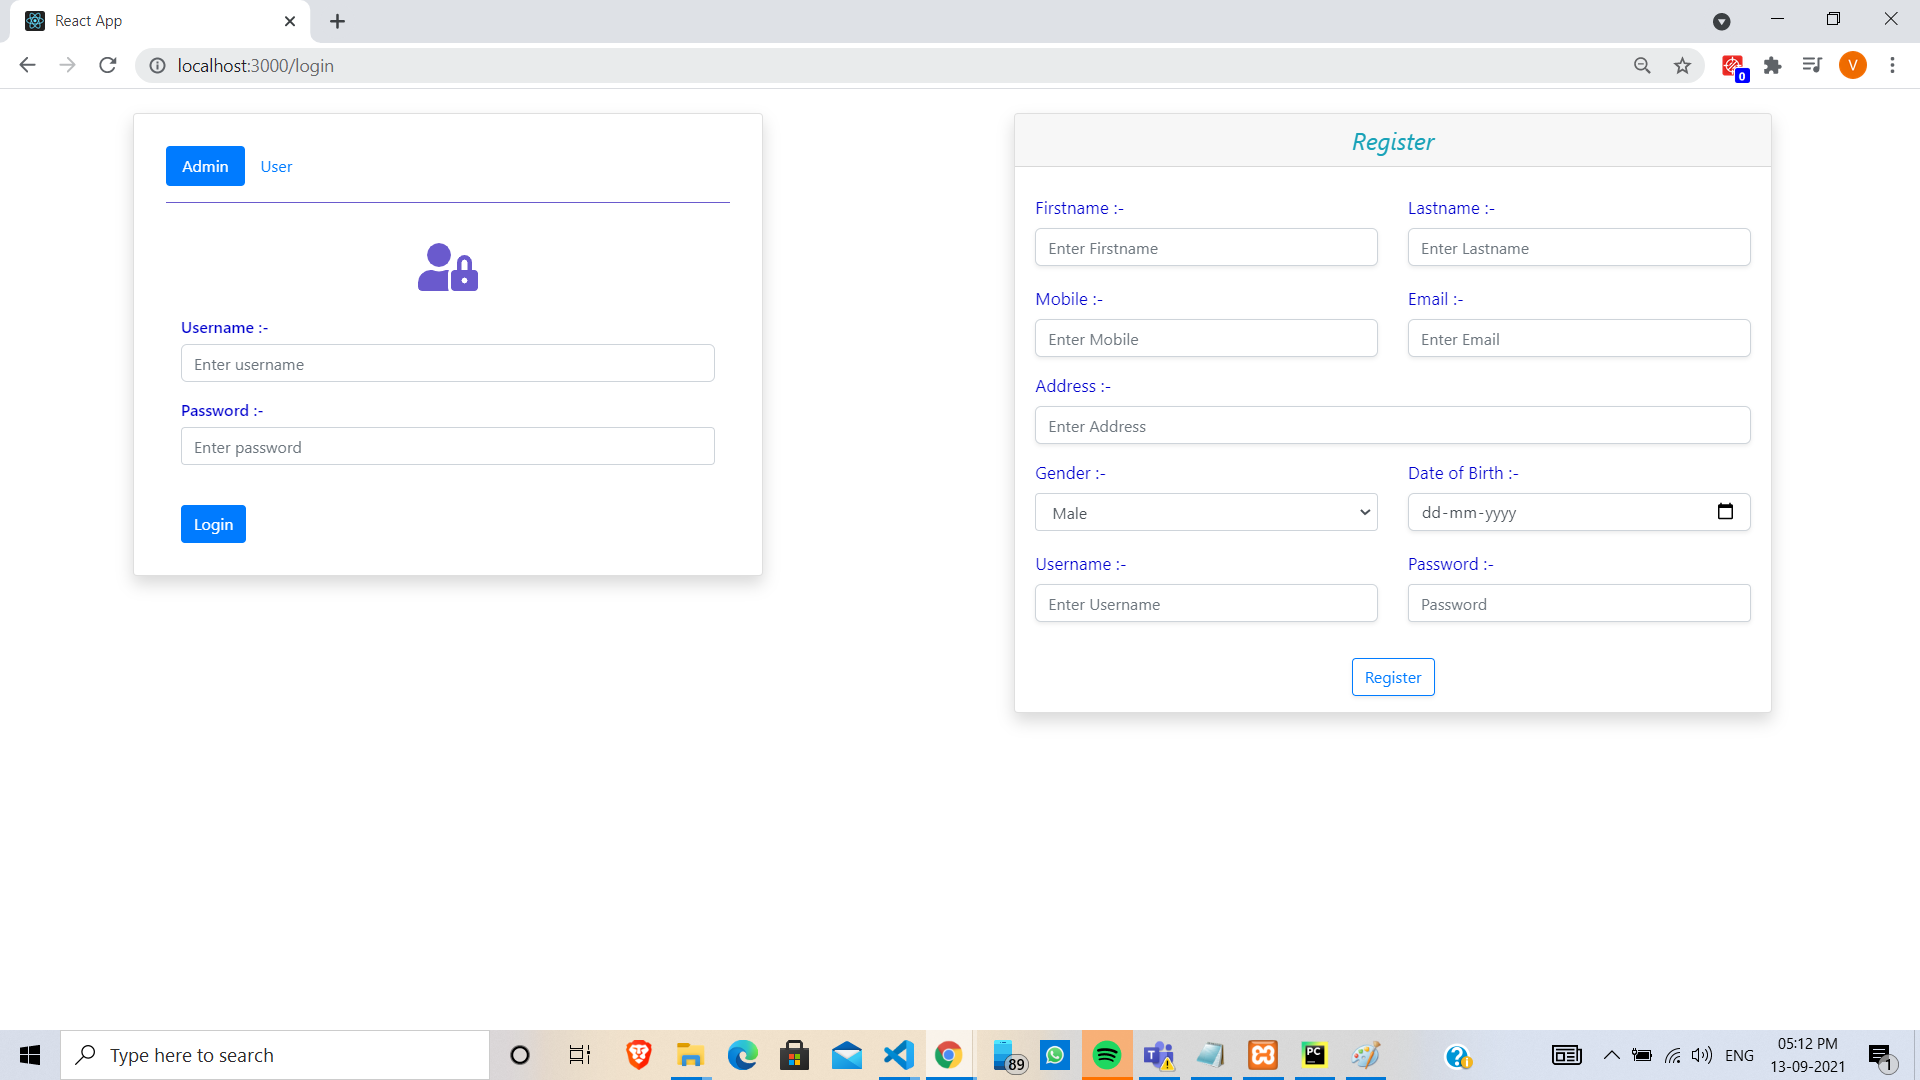 React App
localhost:3000/login
0
V
Admin User
Username :-
Enter username
Password :-
Enter password
Login
Register
Firstname :- Lastname :-
Enter Firstname Enter Lastname
Mobile :- Email :-
Enter Mobile Enter Email
Address :-
Enter Address
Gender :- Date of Birth :-
Male dd-mm-yyyy
Username :- Password :-
Enter Username Password
Register
Type here to search
89
PC
ENG
05:12 PM
13-09-2021
1